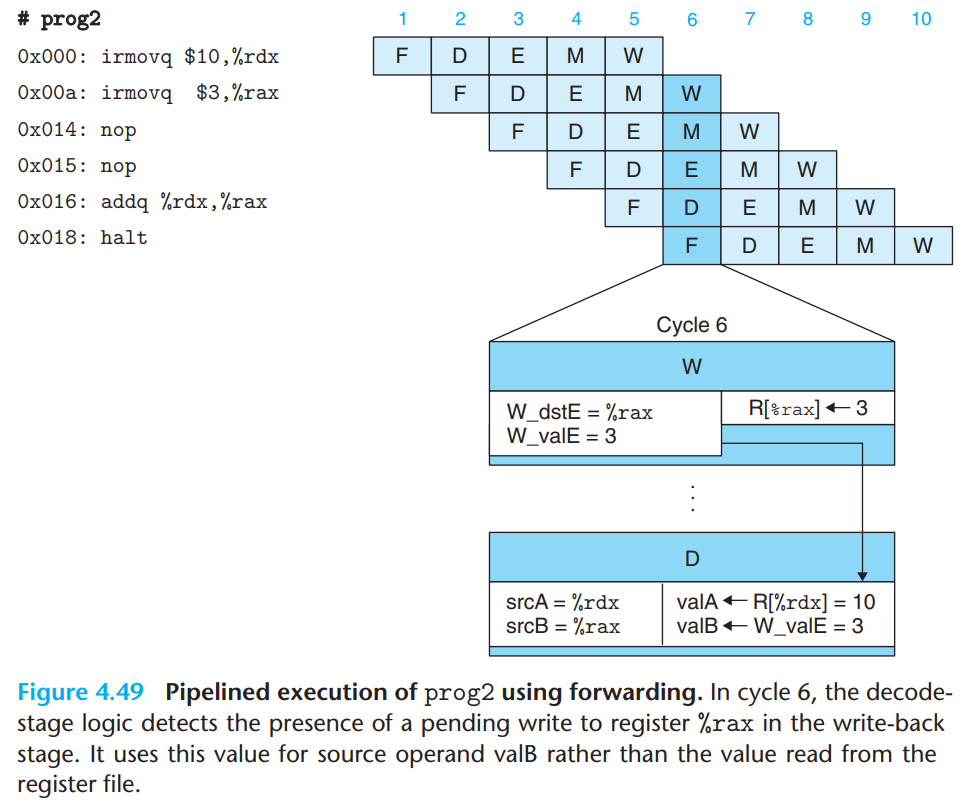 # prog2 1 2 3 4 5 6 7 8 9 10
0x000: irmovq $10,%rdx F D E M W
0x00a: irmovq $3,%rax F D E M W
0x014: nop F D E M W
0x015: nop F D E M W
0x016: addq %rdx,%rax F D E M W
0x018: halt F D E M W
Cycle 6
W
W_dstE = %rax R[%rax] ← 3
W_valE = 3
D
srcA = %rdx valA ← R[%rdx] = 10
srcB = %rax valB ← W_valE = 3
Figure 4.49 Pipelined execution of prog2 using forwarding. In cycle 6, the decode-
stage logic detects the presence of a pending write to register %rax in the write-back
stage. It uses this value for source operand valB rather than the value read from the
register file.